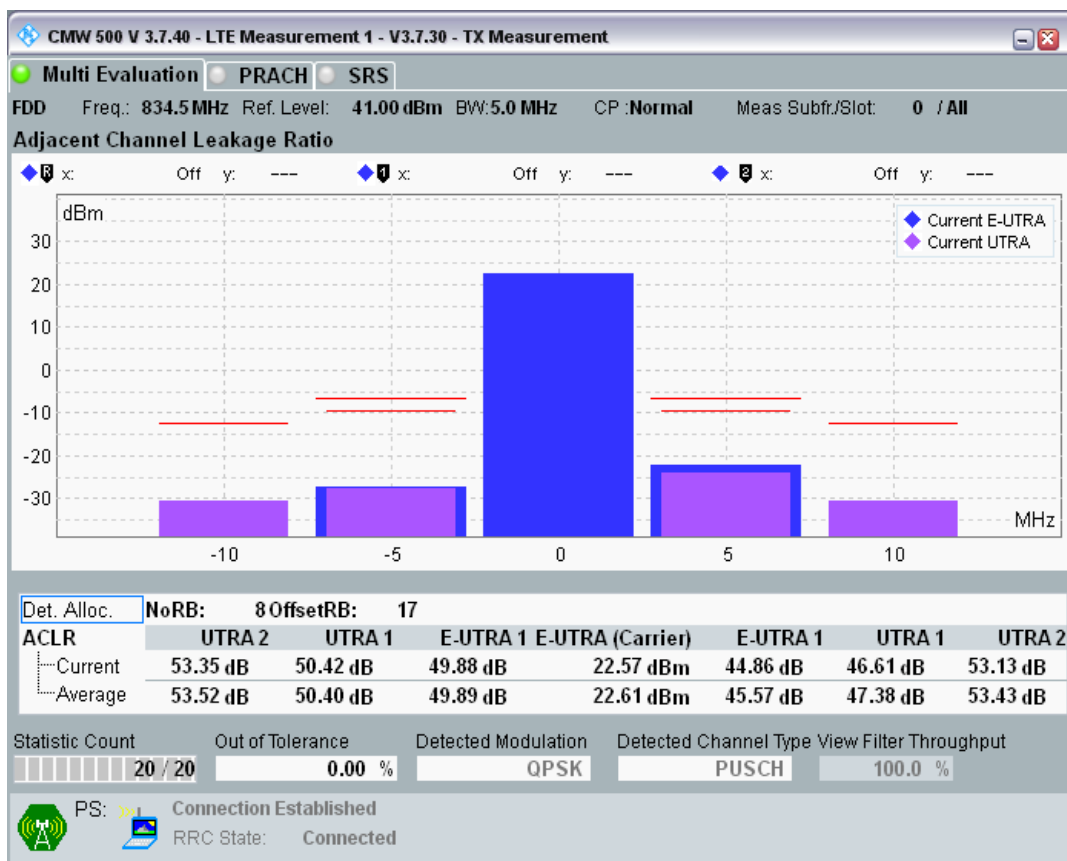 CMW 500 V 3.7.40 - LTE Measurement 1 - V3.7.30 - TX Measurement
Multi Evaluation PRACH SRS
FDD Freq.: 834.5 MHz Ref. Level: 41.00 dBm BW:5.0 MHz CP :Normal Meas Subfr./Slot: 0 / All
Adjacent Channel Leakage Ratio
R x: Off y: --- 1 x: Off y: --- 2 x: Off y: ---
dBm
Current E-UTRA
Current UTRA
30
20
10
0
-10
-20
-30
MHz
-10 -5 0 5 10
Det. Alloc. NoRB: 8 OffsetRB: 17
ACLR UTRA 2 UTRA 1 E-UTRA 1 E-UTRA (Carrier) E-UTRA 1 UTRA 1 UTRA 2
Current 53.35 dB 50.42 dB 49.88 dB 22.57 dBm 44.86 dB 46.61 dB 53.13 dB
Average 53.52 dB 50.40 dB 49.89 dB 22.61 dBm 45.57 dB 47.38 dB 53.43 dB
Statistic Count Out of Tolerance Detected Modulation Detected Channel Type View Filter Throughput
20 / 20 0.00 % QPSK PUSCH 100.0 %
PS: Connection Established
RRC State: Connected